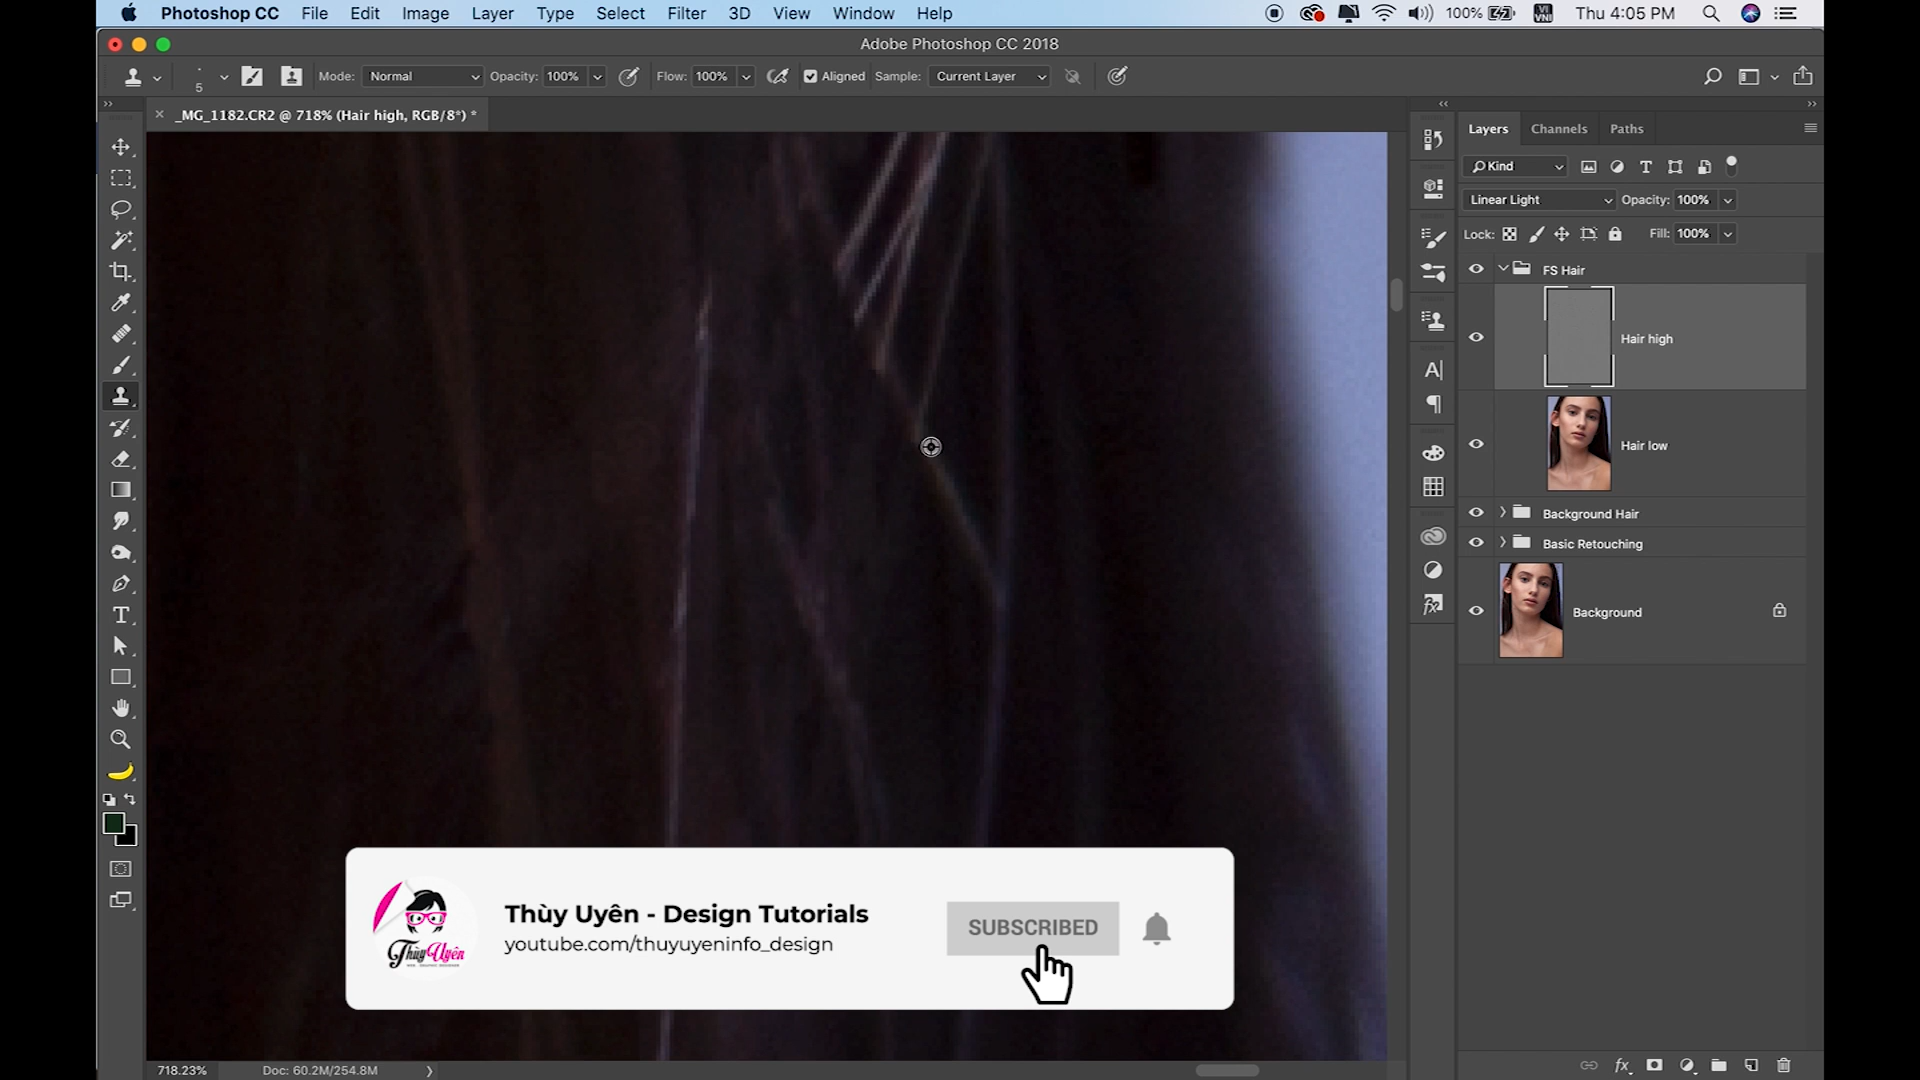 Photoshop CC File Edit Image Layer Type Select Filter 3D View Window Help 100% VI VNI Thu 4:05 PM
Adobe Photoshop CC 2018
5 Mode: Normal Opacity: 100% Flow: 100% Aligned Sample: Current Layer
_MG_1182.CR2 @ 718% (Hair high, RGB/8*) *
Layers Channels Paths
Kind
Linear Light Opacity: 100%
Lock: Fill: 100%
FS Hair
Hair high
Hair low
Background Hair
Basic Retouching
Background
Thùy Uyên - Design Tutorials
youtube.com/thuyuyeninfo_design
SUBSCRIBED
Thùy Uyên
718.23% Doc: 60.2M/254.8M